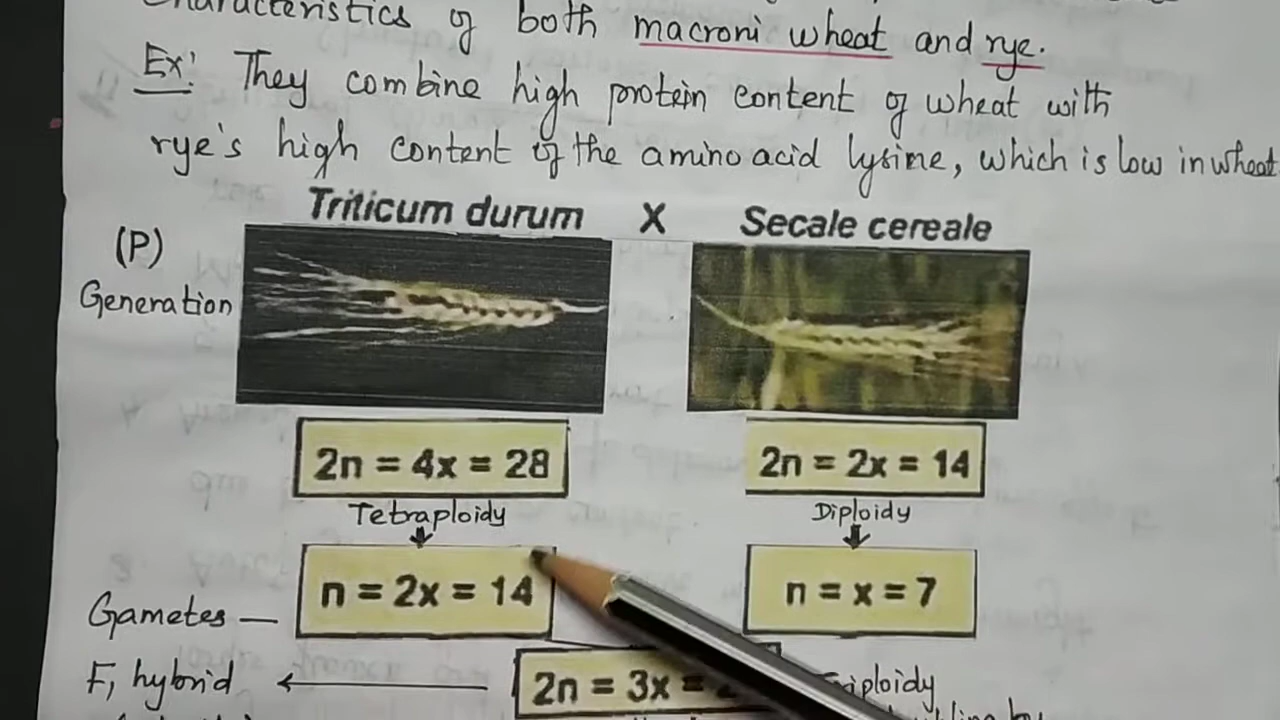 Characteristics of both macroni wheat and rye.
Ex: They combine high protein content of wheat with
rye's high content of the amino acid lysine, which is low in wheat
Triticum durum X Secale cereale
(P)
Generation
2n = 4x = 28 2n = 2x = 14
Tetraploidy Diploidy
n = 2x = 14 n = x = 7
Gametes —
F1 hybrid 2n = 3x =